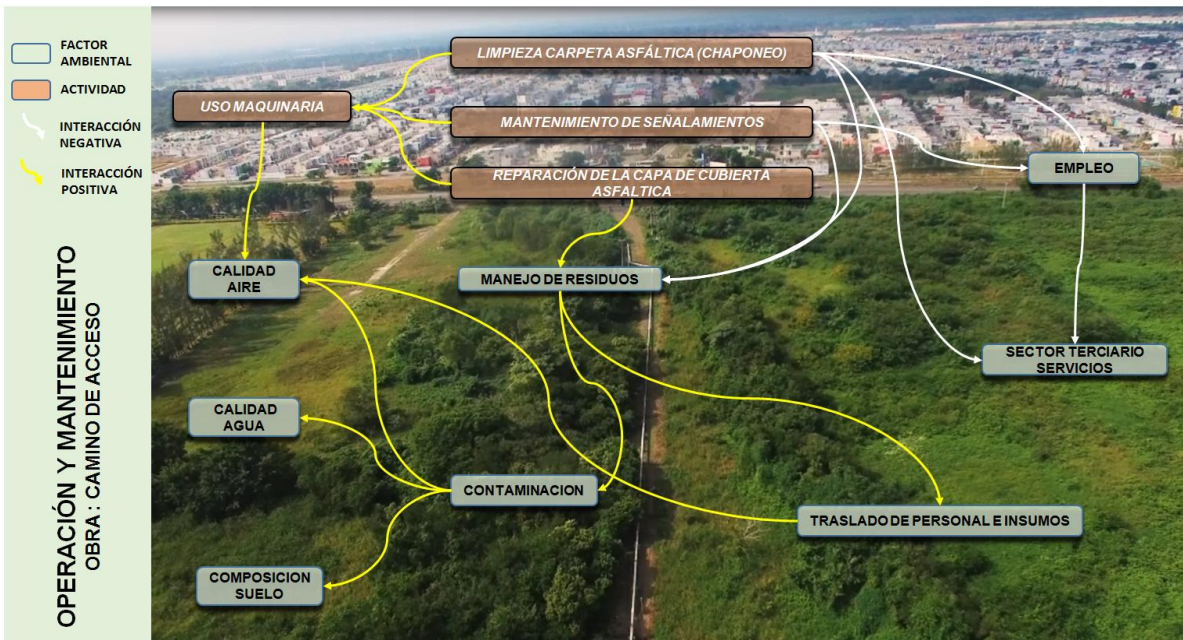 FACTOR
AMBIENTAL
ACTIVIDAD
INTERACCIÓN
NEGATIVA
INTERACCIÓN
POSITIVA
OPERACIÓN Y MANTENIMIENTO
OBRA : CAMINO DE ACCESO
LIMPIEZA CARPETA ASFÁLTICA (CHAPONEO)
USO MAQUINARIA
MANTENIMIENTO DE SEÑALAMIENTOS
EMPLEO
REPARACIÓN DE LA CAPA DE CUBIERTA
ASFALTICA
CALIDAD
AIRE
MANEJO DE RESIDUOS
SECTOR TERCIARIO
SERVICIOS
CALIDAD
AGUA
CONTAMINACION
TRASLADO DE PERSONAL E INSUMOS
COMPOSICION
SUELO